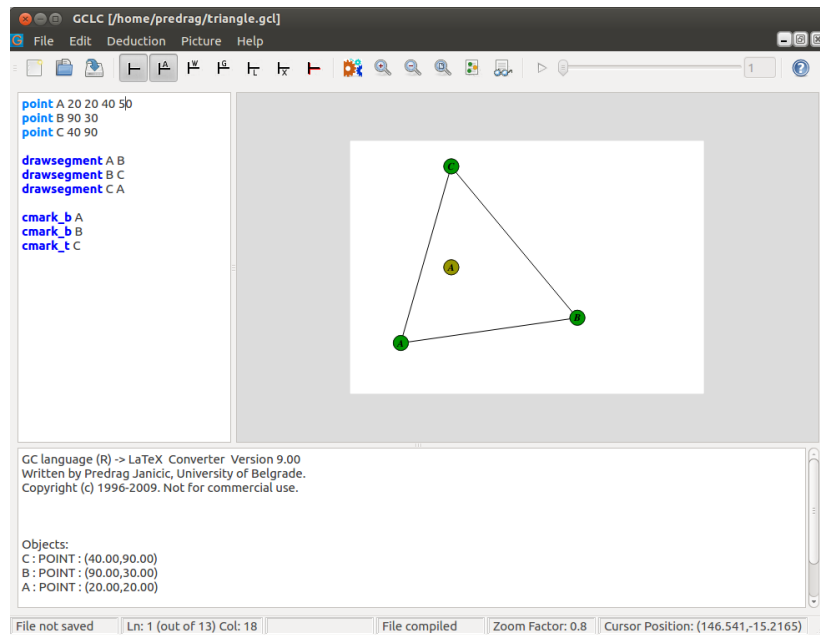 GCLC [/home/predrag/triangle.gcl]
File Edit Deduction Picture Help
A W G L X 1
point A 20 20 40 50
point B 90 30
point C 40 90
drawsegment A B
drawsegment B C
drawsegment C A
cmark_b A
cmark_b B
cmark_t C
C
A
B
A
GC language (R) -> LaTeX Converter Version 9.00
Written by Predrag Janicic, University of Belgrade.
Copyright (c) 1996-2009. Not for commercial use.
Objects:
C : POINT : (40.00,90.00)
B : POINT : (90.00,30.00)
A : POINT : (20.00,20.00)
File not saved Ln: 1 (out of 13) Col: 18 File compiled Zoom Factor: 0.8 Cursor Position: (146.541,-15.2165)